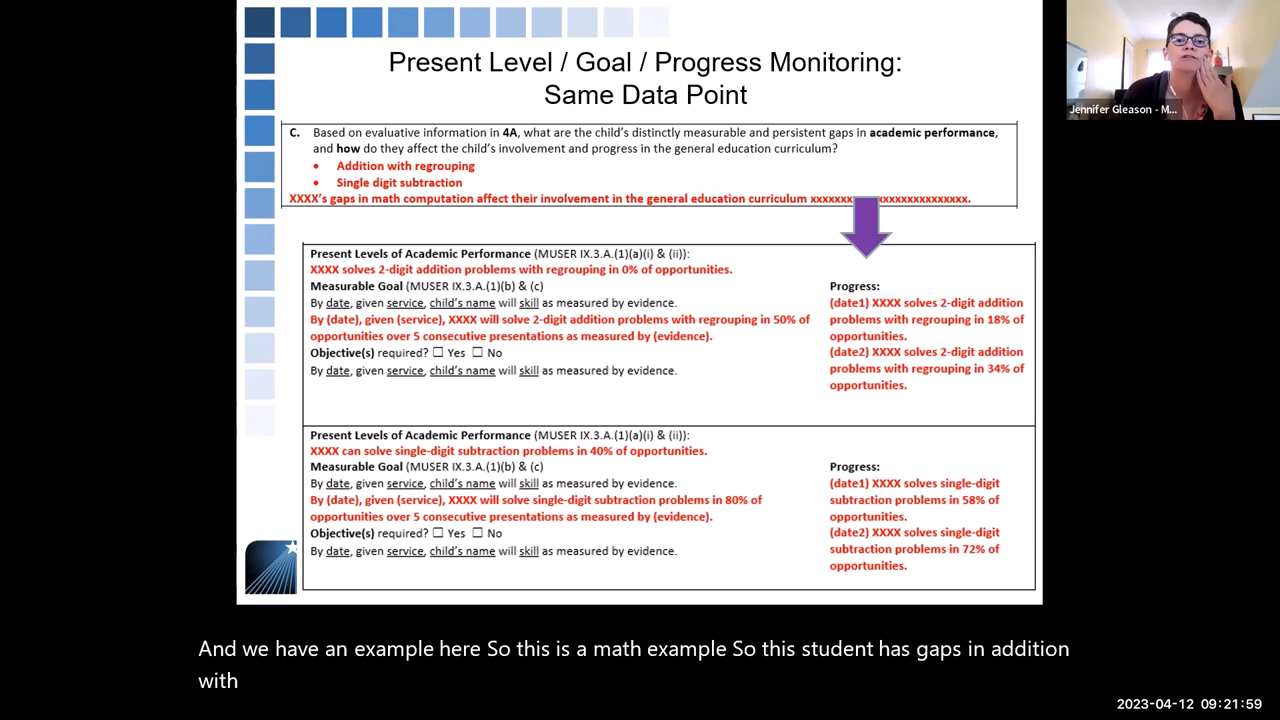 Present Level / Goal / Progress Monitoring:
Same Data Point
C. Based on evaluative information in 4A, what are the child's distinctly measurable and persistent gaps in academic performance,
and how do they affect the child's involvement and progress in the general education curriculum?
• Addition with regrouping
• Single digit subtraction
XXXX's gaps in math computation affect their involvement in the general education curriculum xxxxxxx xxxxxxxxxxxxxxxxx.
Present Levels of Academic Performance (MUSER IX.3.A.(1)(a)(i) & (ii)):
XXXX solves 2-digit addition problems with regrouping in 0% of opportunities.
Measurable Goal (MUSER IX.3.A.(1)(b) & (c)
By date, given service, child's name will skill as measured by evidence.
By (date), given (service), XXXX will solve 2-digit addition problems with regrouping in 50% of
opportunities over 5 consecutive presentations as measured by (evidence).
Objective(s) required? ☐ Yes ☐ No
By date, given service, child's name will skill as measured by evidence.
Progress:
(date1) XXXX solves 2-digit addition
problems with regrouping in 18% of
opportunities.
(date2) XXXX solves 2-digit addition
problems with regrouping in 34% of
opportunities.
Present Levels of Academic Performance (MUSER IX.3.A.(1)(a)(i) & (ii)):
XXXX can solve single-digit subtraction problems in 40% of opportunities.
Measurable Goal (MUSER IX.3.A.(1)(b) & (c)
By date, given service, child's name will skill as measured by evidence.
By (date), given (service), XXXX will solve single-digit subtraction problems in 80% of
opportunities over 5 consecutive presentations as measured by (evidence).
Objective(s) required? ☐ Yes ☐ No
By date, given service, child's name will skill as measured by evidence.
Progress:
(date1) XXXX solves single-digit
subtraction problems in 58% of
opportunities.
(date2) XXXX solves single-digit
subtraction problems in 72% of
opportunities.
Jennifer Gleason - M...
And we have an example here So this is a math example So this student has gaps in addition
with
2023-04-12 09:21:59